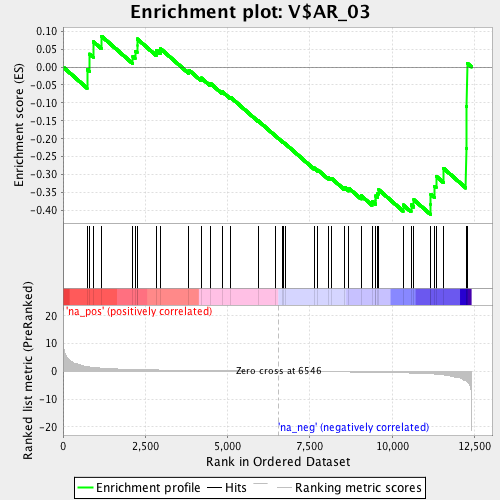 Enrichment plot: V$AR_03
Enrichment score (ES)
0.10
0.05
0.00
-0.05
-0.10
-0.15
-0.20
-0.25
-0.30
-0.35
-0.40
'na_pos' (positively correlated)
Ranked list metric (PreRanked)
20
10
0
-10
-20
Zero cross at 6546
'na_neg' (negatively correlated)
0
2,500
5,000
7,500
10,000
12,500
Rank in Ordered Dataset
Enrichment profile
Hits
Ranking metric scores